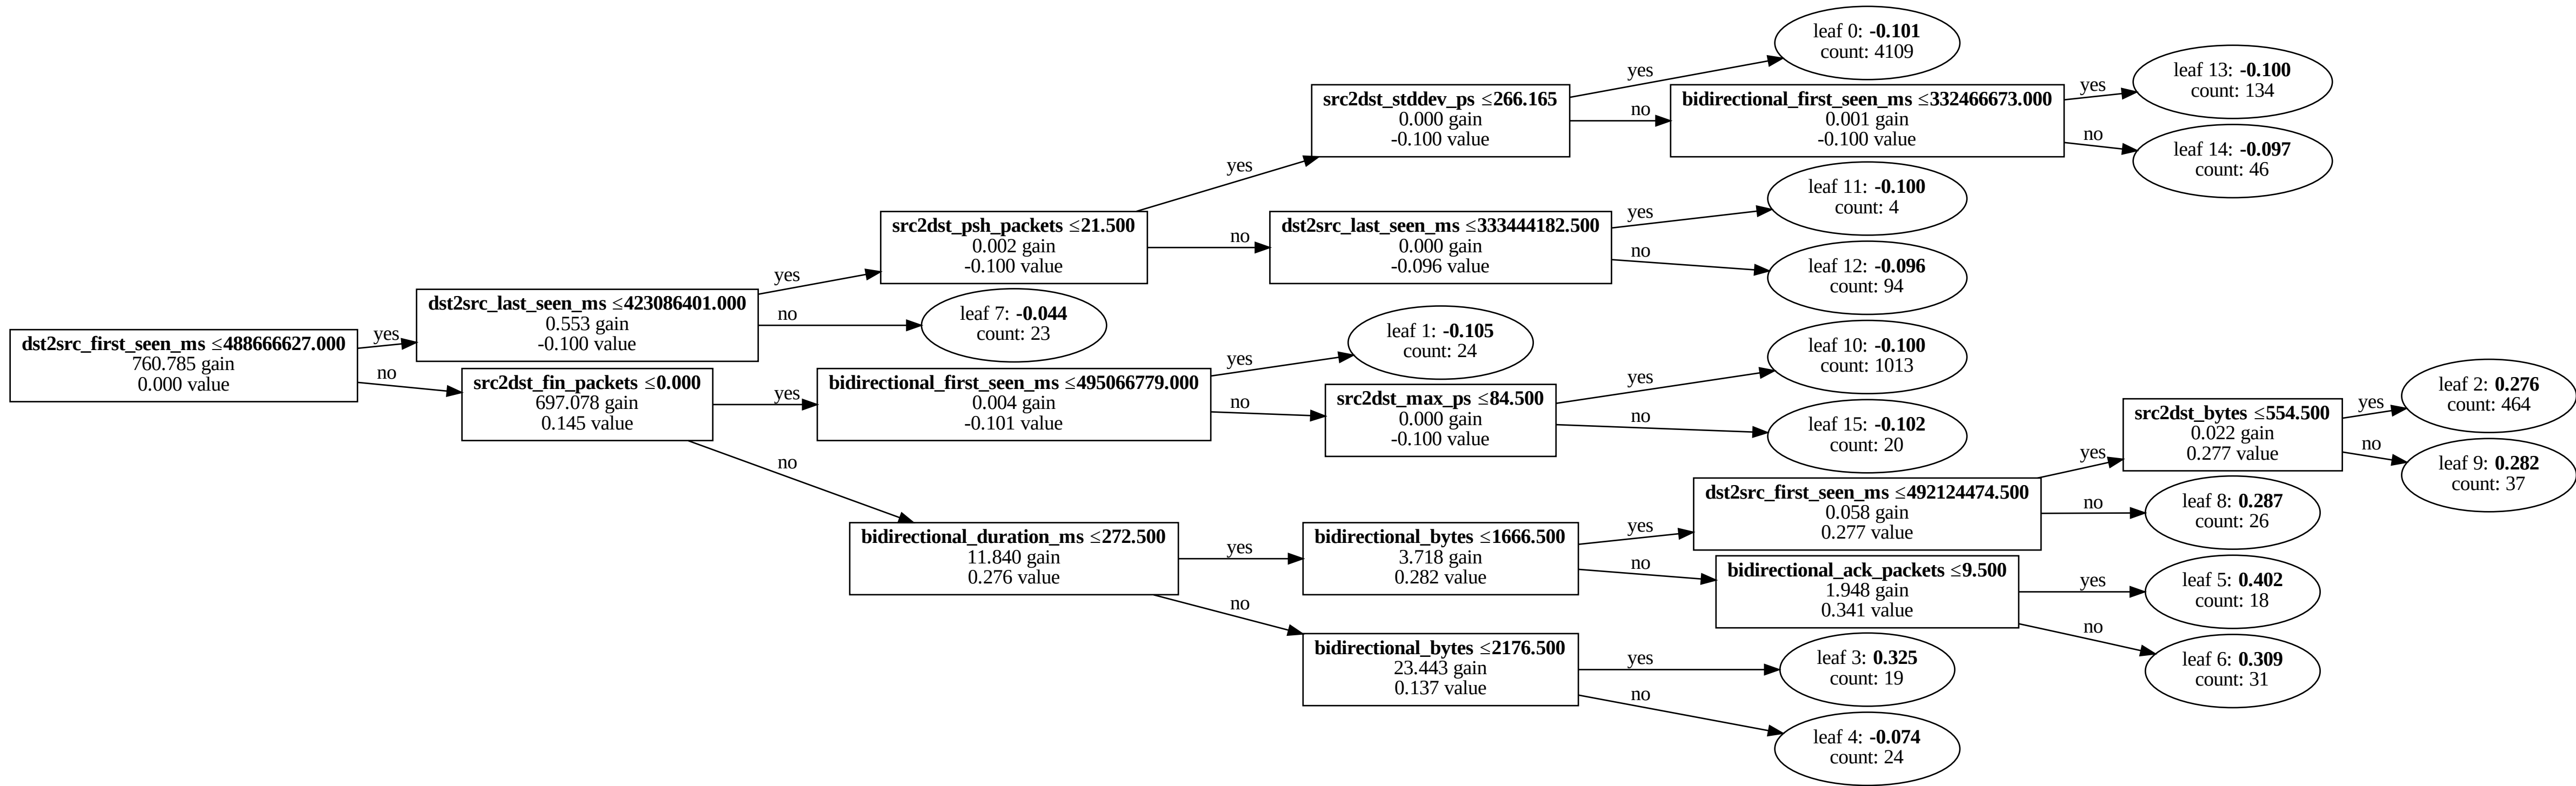 dst2src_first_seen_ms ≤488666627.000
760.785 gain
0.000 value
yes
no
dst2src_last_seen_ms ≤423086401.000
0.553 gain
-0.100 value
yes
no
src2dst_fin_packets ≤0.000
697.078 gain
0.145 value
yes
no
src2dst_psh_packets ≤21.500
0.002 gain
-0.100 value
yes
no
leaf 7: -0.044
count: 23
bidirectional_first_seen_ms ≤495066779.000
0.004 gain
-0.101 value
yes
no
bidirectional_duration_ms ≤272.500
11.840 gain
0.276 value
yes
no
src2dst_stddev_ps ≤266.165
0.000 gain
-0.100 value
yes
no
dst2src_last_seen_ms ≤333444182.500
0.000 gain
-0.096 value
yes
no
leaf 1: -0.105
count: 24
src2dst_max_ps ≤84.500
0.000 gain
-0.100 value
yes
no
bidirectional_bytes ≤1666.500
3.718 gain
0.282 value
yes
no
bidirectional_bytes ≤2176.500
23.443 gain
0.137 value
yes
no
leaf 0: -0.101
count: 4109
bidirectional_first_seen_ms ≤332466673.000
0.001 gain
-0.100 value
yes
no
leaf 11: -0.100
count: 4
leaf 12: -0.096
count: 94
leaf 10: -0.100
count: 1013
leaf 15: -0.102
count: 20
dst2src_first_seen_ms ≤492124474.500
0.058 gain
0.277 value
yes
no
bidirectional_ack_packets ≤9.500
1.948 gain
0.341 value
yes
no
leaf 3: 0.325
count: 19
leaf 4: -0.074
count: 24
leaf 13: -0.100
count: 134
leaf 14: -0.097
count: 46
src2dst_bytes ≤554.500
0.022 gain
0.277 value
yes
no
leaf 8: 0.287
count: 26
leaf 5: 0.402
count: 18
leaf 6: 0.309
count: 31
leaf 2: 0.276
count: 464
leaf 9: 0.282
count: 37